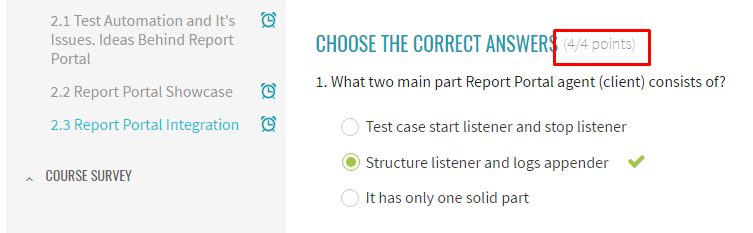 2.1 Test Automation and It's
Issues. Ideas Behind Report
Portal
2.2 Report Portal Showcase
2.3 Report Portal Integration
COURSE SURVEY
CHOOSE THE CORRECT ANSWERS (4/4 points)
1. What two main part Report Portal agent (client) consists of?
Test case start listener and stop listener
Structure listener and logs appender
It has only one solid part